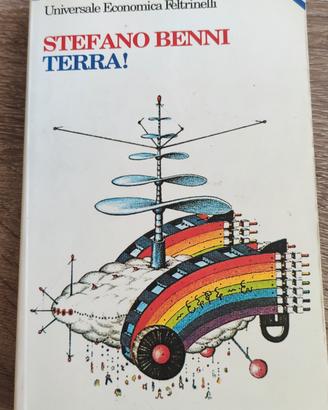 Universale Economica Feltrinelli
STEFANO BENNI
TERRA!